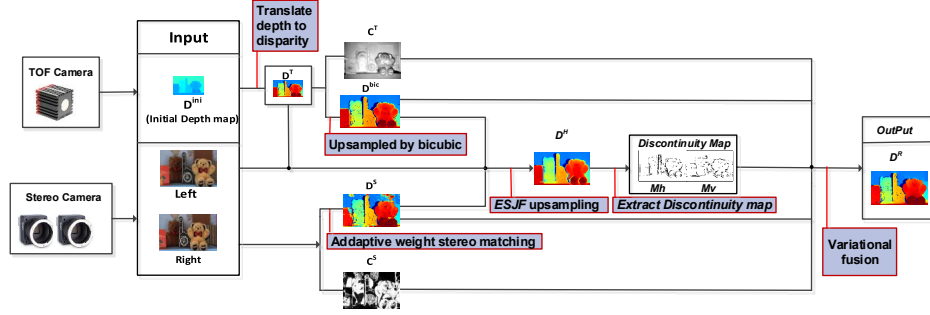 TOF Camera
Stereo Camera
Input
D^ini
(Initial Depth map)
Left
Right
Translate
depth to
disparity
D^T
C^T
D^bic
Upsampled by bicubic
D^S
Addaptive weight stereo matching
C^S
D^H
ESJF upsampling
Discontinuity Map
Mh Mv
Extract Discontinuity map
Variational
fusion
OutPut
D^R